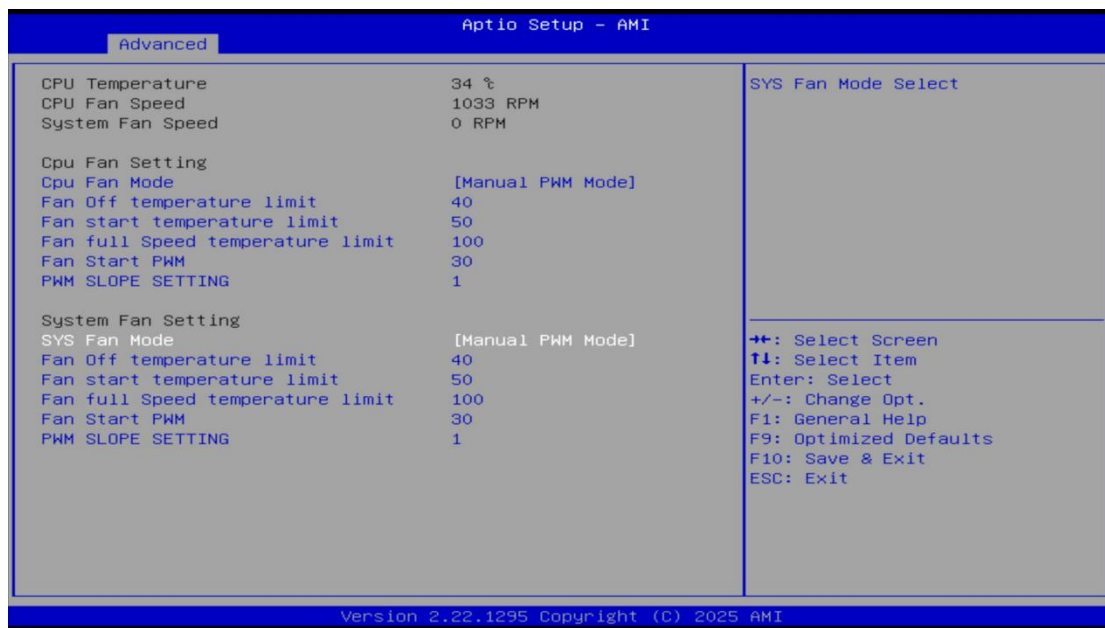 Aptio Setup - AMI
Advanced
CPU Temperature 34 ℃
CPU Fan Speed 1033 RPM
System Fan Speed 0 RPM
Cpu Fan Setting
Cpu Fan Mode [Manual PWM Mode]
Fan Off temperature limit 40
Fan start temperature limit 50
Fan full Speed temperature limit 100
Fan Start PWM 30
PWM SLOPE SETTING 1
System Fan Setting
SYS Fan Mode [Manual PWM Mode]
Fan Off temperature limit 40
Fan start temperature limit 50
Fan full Speed temperature limit 100
Fan Start PWM 30
PWM SLOPE SETTING 1
SYS Fan Mode Select
→←: Select Screen
↑↓: Select Item
Enter: Select
+/-: Change Opt.
F1: General Help
F9: Optimized Defaults
F10: Save & Exit
ESC: Exit
Version 2.22.1295 Copyright (C) 2025 AMI